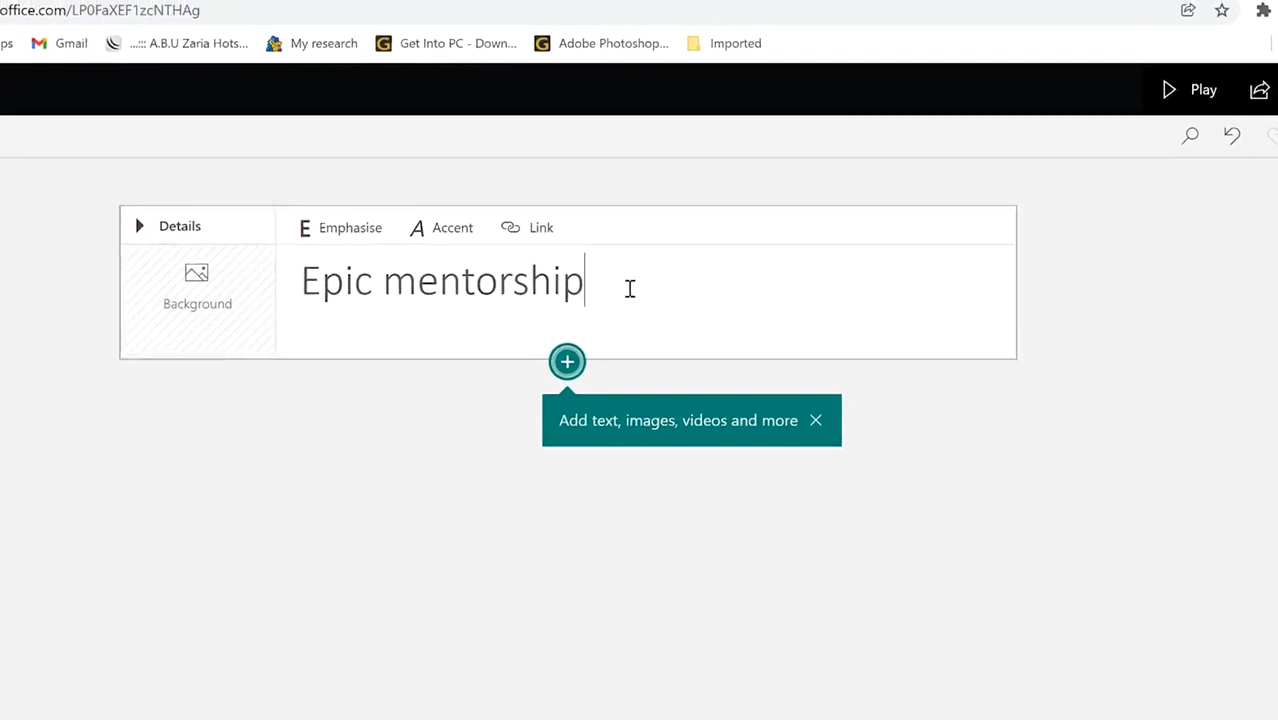 office.com/LP0FaXEF1zcNTHAg
ps Gmail ...::: A.B.U Zaria Hots... My research Get Into PC - Down... Adobe Photoshop... Imported
Play
Details Emphasise Accent Link
Epic mentorship
Background
Add text, images, videos and more